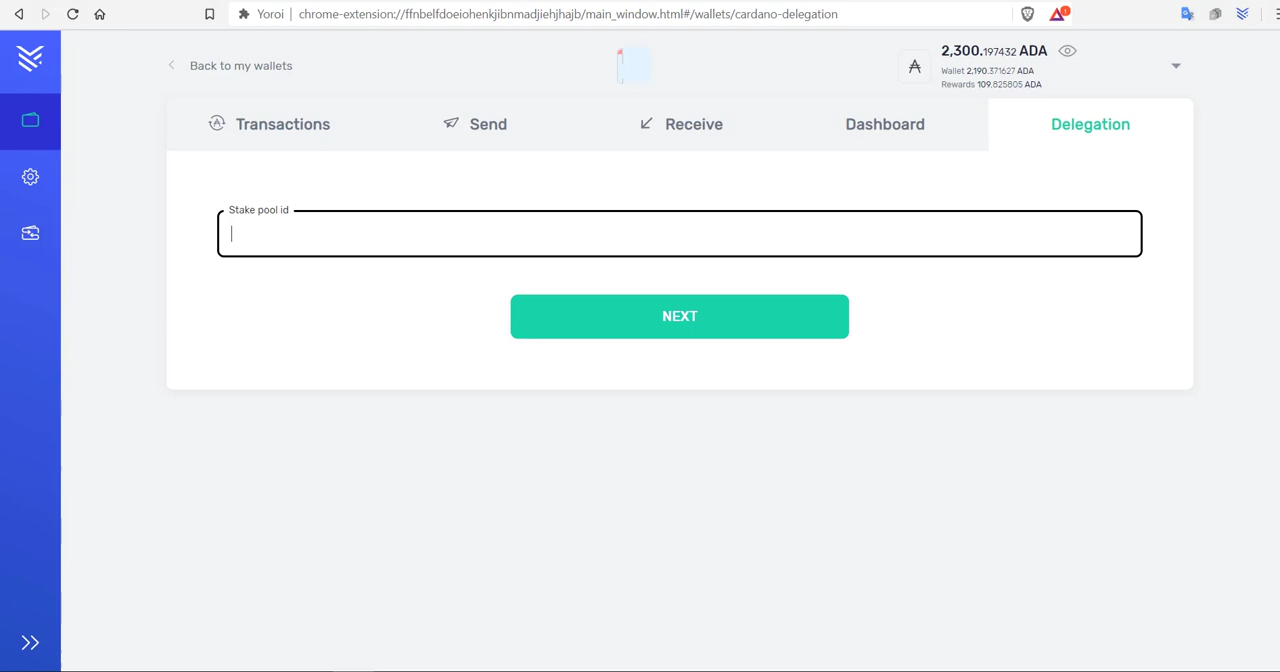 Yoroi | chrome-extension://ffnbelfdoeiohenkjibnmadjiehjhajb/main_window.html#/wallets/cardano-delegation
1
Back to my wallets
2,300.197432 ADA
Wallet 2,190.371627 ADA
Rewards 109.825805 ADA
Transactions
Send
Receive
Dashboard
Delegation
Stake pool id
NEXT